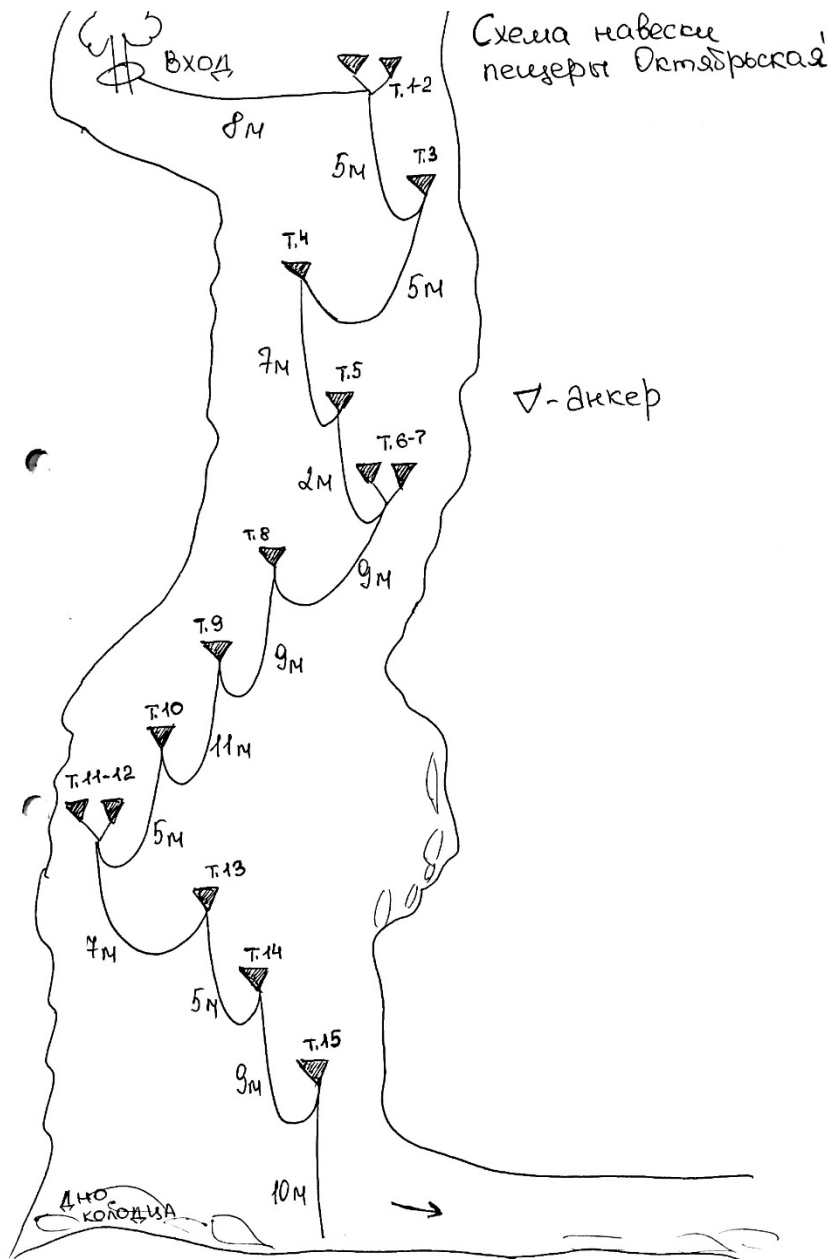 Схема навески
пещеры Октябрьская
ВХОД
Т.1+2
8м
5м
Т.3
Т.4
5м
7м
Т.5
▽-анкер
Т.6-7
2м
Т.8
9м
Т.9
9м
Т.10
11м
Т.11-12
5м
Т.13
7м
Т.14
5м
Т.15
9м
10м
ДНО
КОЛОДЦА